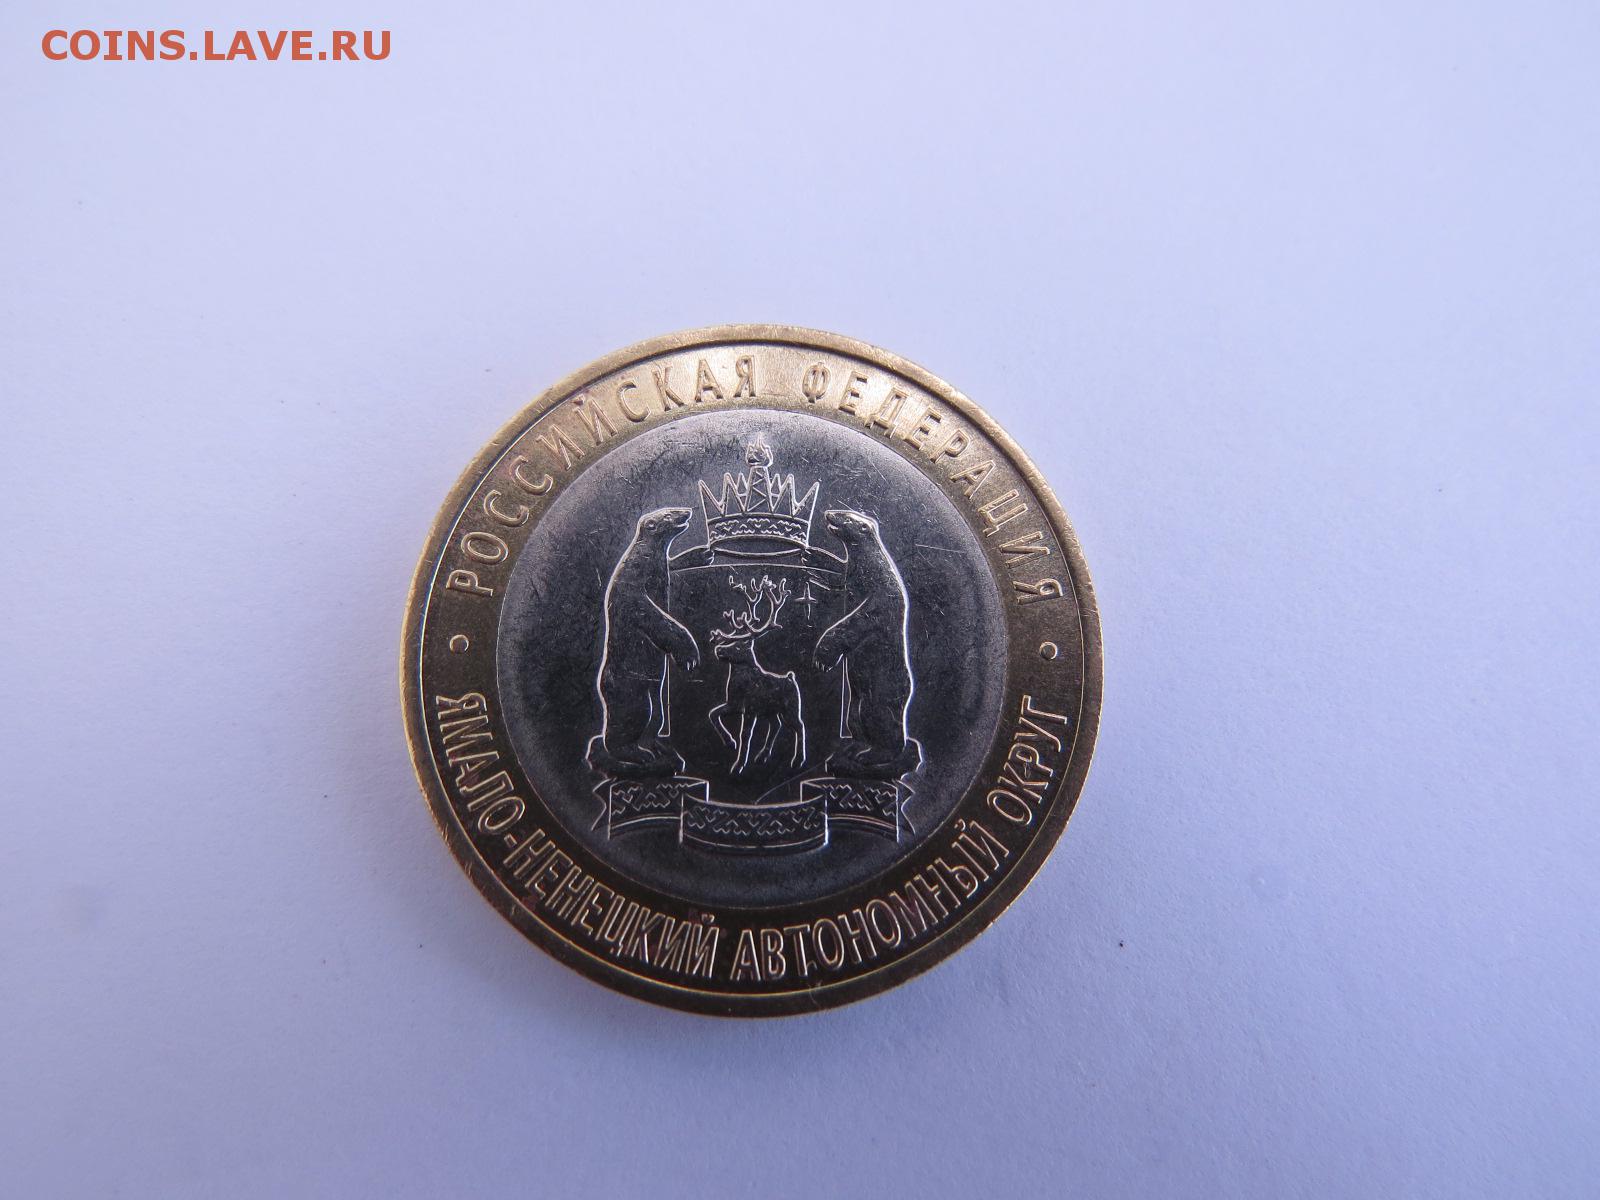 COINS.LAVE.RU
РОССИЙСКАЯ ФЕДЕРАЦИЯ
ЯМАЛО-НЕНЕЦКИЙ АВТОНОМНЫЙ ОКРУГ